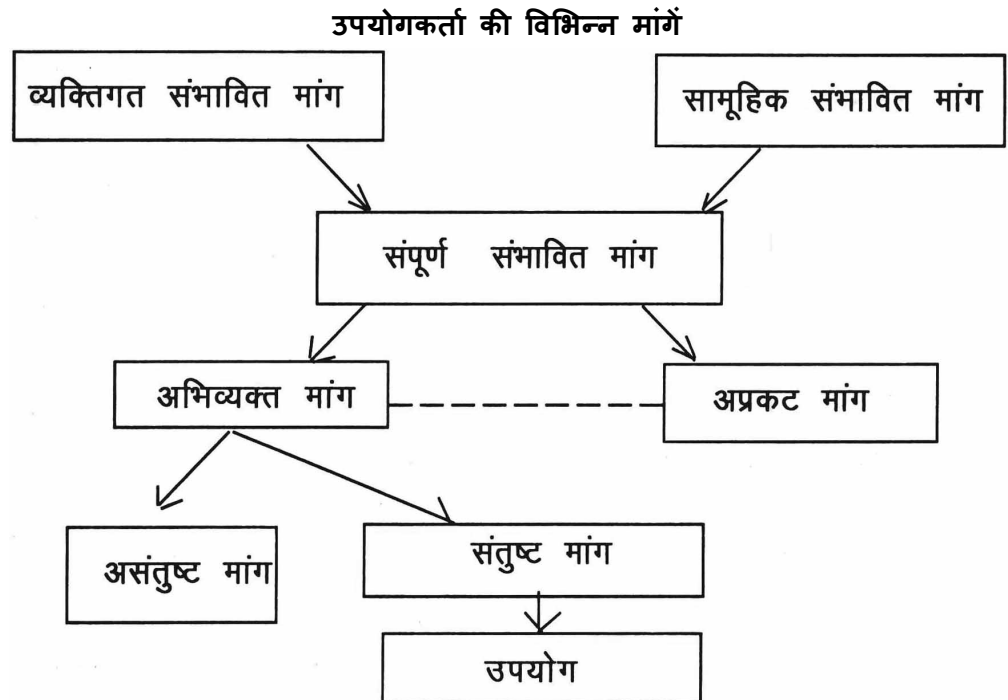 उपयोगकर्ता की विभिन्न मांगें
व्यक्तिगत संभावित मांग
सामूहिक संभावित मांग
संपूर्ण संभावित मांग
अभिव्यक्त मांग
अप्रकट मांग
असंतुष्ट मांग
संतुष्ट मांग
उपयोग